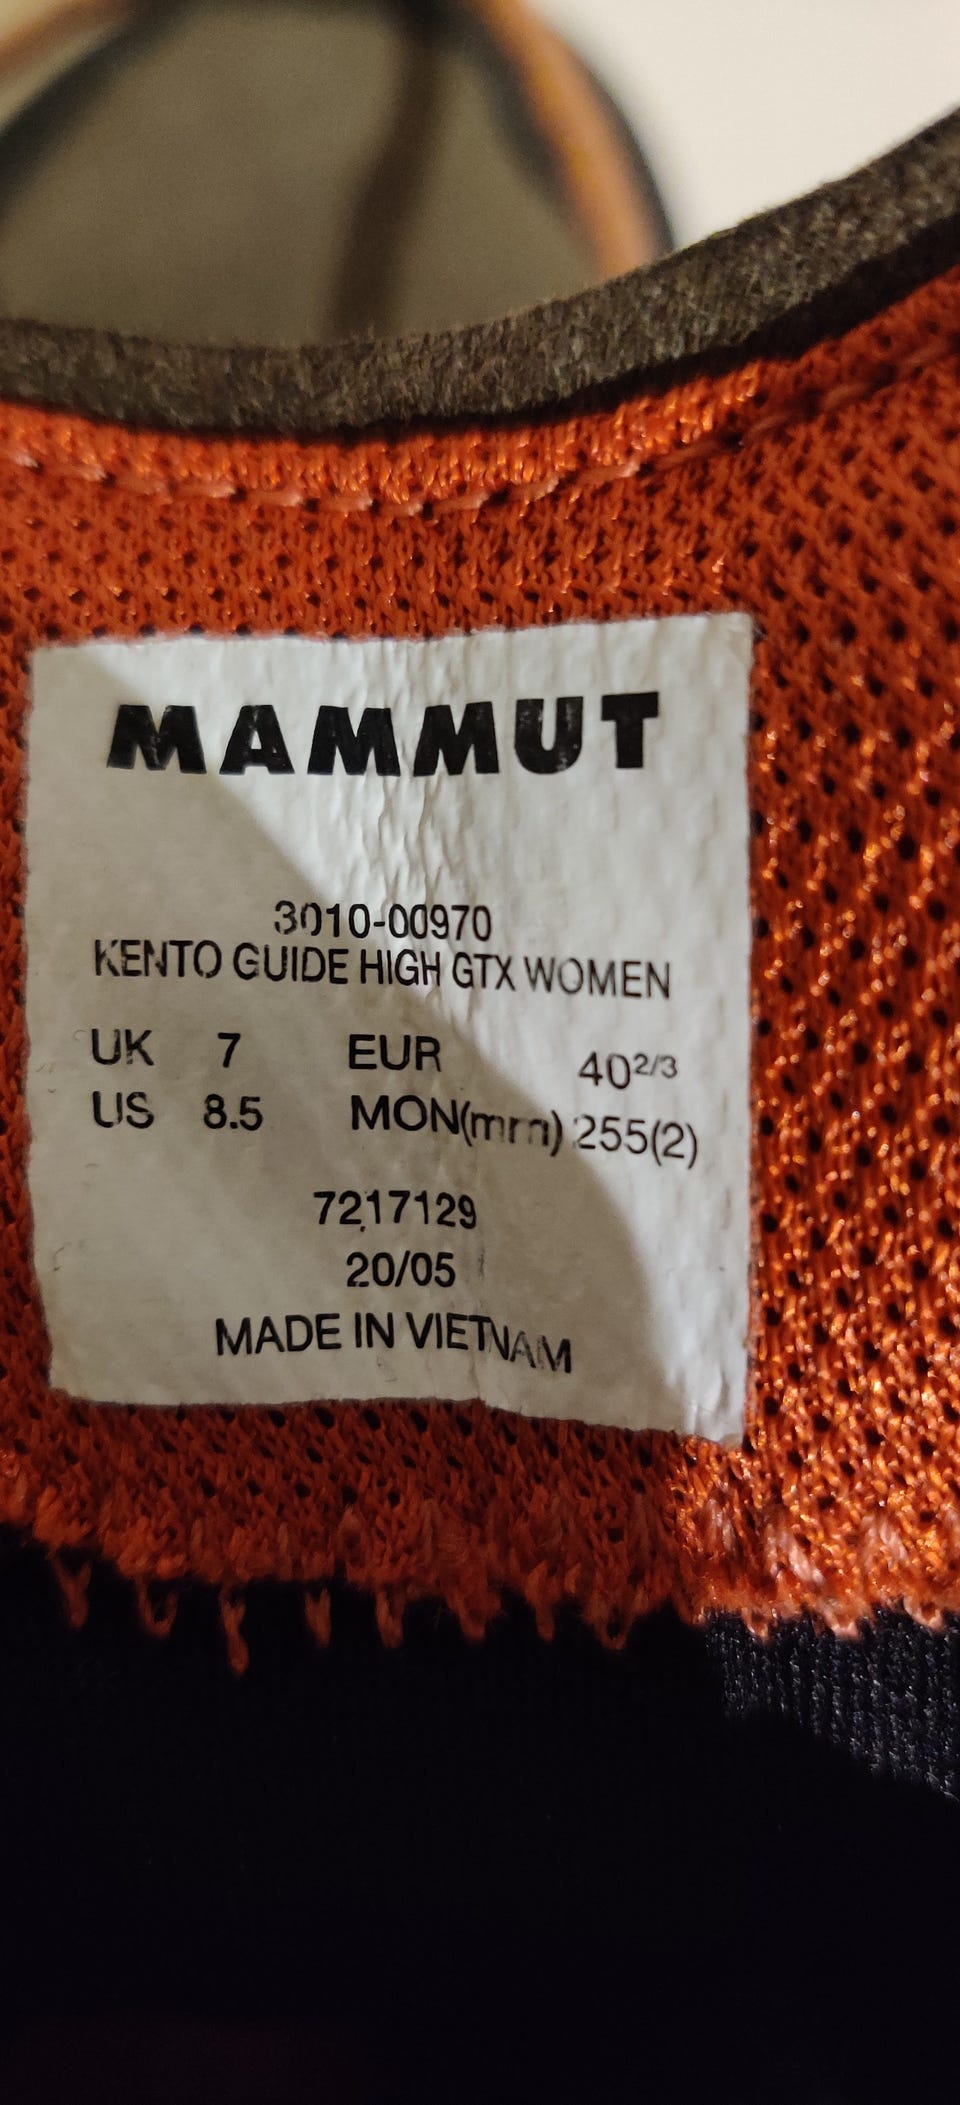 MAMMUT
3010-00970
KENTO GUIDE HIGH GTX WOMEN
UK 7 EUR 40 2/3
US 8.5 MON(mm) 255(2)
7217129
20/05
MADE IN VIETNAM